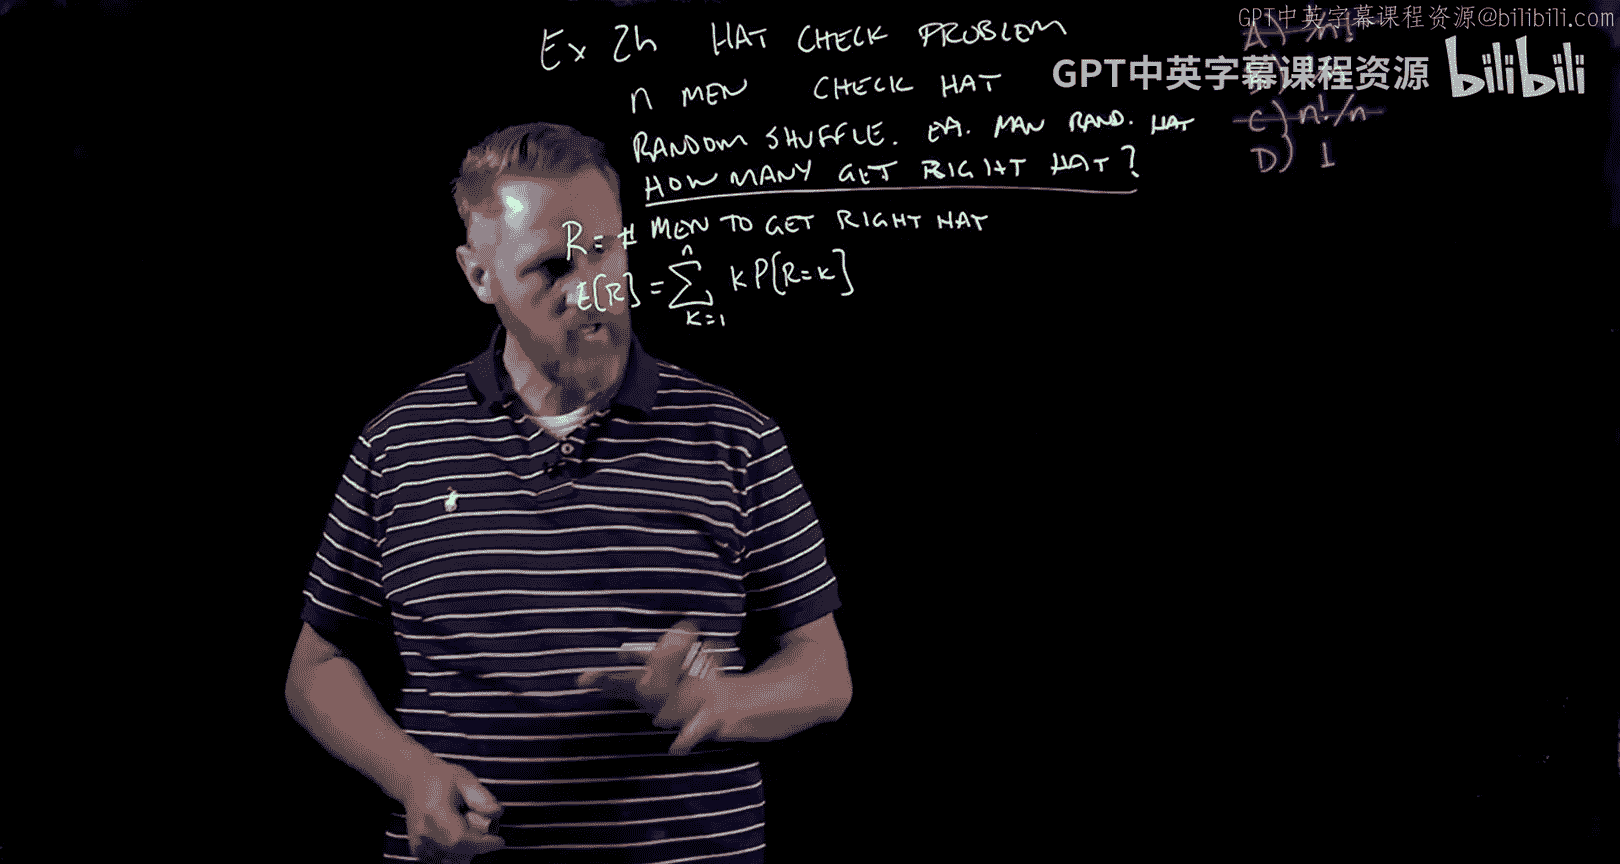 GPT中英字幕课程资源@bilibili.com
GPT中英字幕课程资源 bilibili
Ex 2h HAT CHECK PROBLEM
n MEN CHECK HAT
RANDOM SHUFFLE. EA. MAN RAND. HAT
HOW MANY GET RIGHT HAT?
R = # MEN TO GET RIGHT HAT
E[R] = \sum_{k=1}^{n} k P[R=k]
A) n!
C) n!/n
D) 1